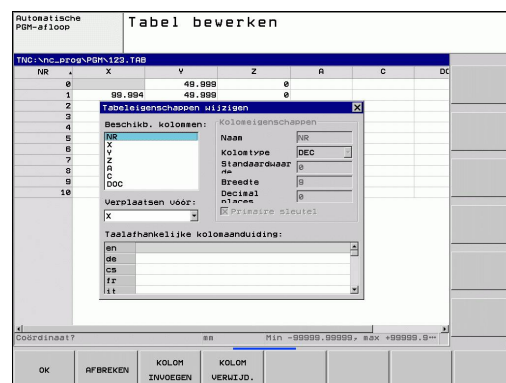 Automatische
PGM-afloop
Tabel bewerken
TNC:\nc_prog\PGM\123.TAB
NR X Y Z A C DC
0 49.999 0
1 99.994 49.999 0
2
3
4
5
6
7
8
9
10
Tabeleigenschappen wijzigen
Beschikb. kolommen:
NR
X
Y
Z
A
C
DOC
Verplaatsen vóór:
X
Kolomeigenschappen
Naam NR
Kolomtype DEC
Standaardwaar
de 0
Breedte 9
Decimal
places 0
Primaire sleutel
Taalafhankelijke kolomaanduiding:
en
de
cs
fr
it
Coördinaat? mm Min -99999.99999, max +99999.9…
OK
AFBREKEN
KOLOM
INVOEGEN
KOLOM
VERWIJD.